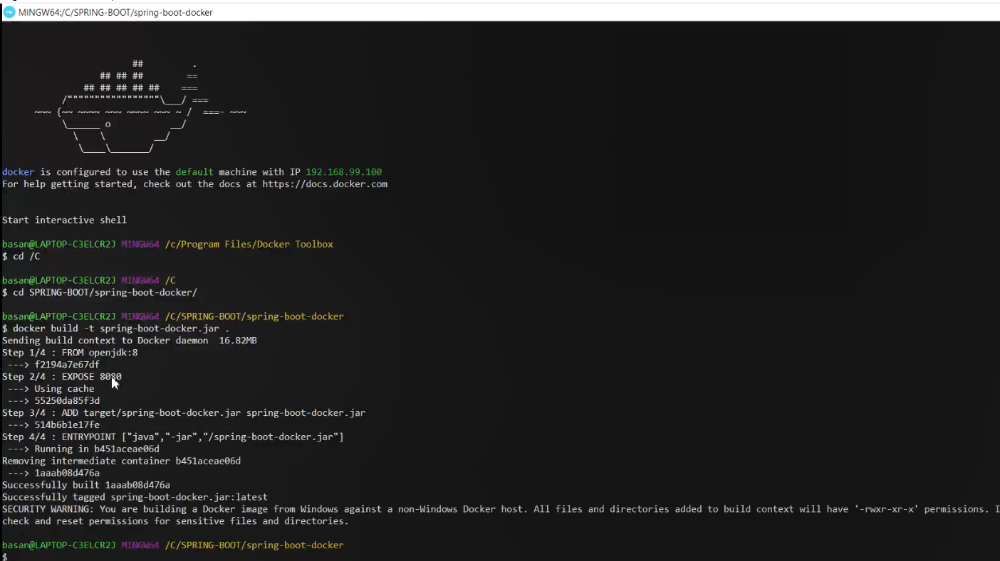 MINGW64:/C/SPRING-BOOT/spring-boot-docker
## .
## ## ## ==
## ## ## ## ## ===
/"""""""""""""""""\___/ ===
~~~ {~~ ~~~~ ~~~ ~~~~ ~~~ ~ / ===- ~~~
\______ o __/
\ \ __/
\____\_______/
docker is configured to use the default machine with IP 192.168.99.100
For help getting started, check out the docs at https://docs.docker.com
Start interactive shell
basan@LAPTOP-C3ELCR2J MINGW64 /c/Program Files/Docker Toolbox
$ cd /C
basan@LAPTOP-C3ELCR2J MINGW64 /C
$ cd SPRING-BOOT/spring-boot-docker/
basan@LAPTOP-C3ELCR2J MINGW64 /C/SPRING-BOOT/spring-boot-docker
$ docker build -t spring-boot-docker.jar .
Sending build context to Docker daemon  16.82MB
Step 1/4 : FROM openjdk:8
---> f2194a7e67df
Step 2/4 : EXPOSE 8080
---> Using cache
---> 55250da85f3d
Step 3/4 : ADD target/spring-boot-docker.jar spring-boot-docker.jar
---> 514b6b1e17fe
Step 4/4 : ENTRYPOINT ["java","-jar","/spring-boot-docker.jar"]
---> Running in b451aceae06d
Removing intermediate container b451aceae06d
---> 1aaab08d476a
Successfully built 1aaab08d476a
Successfully tagged spring-boot-docker.jar:latest
SECURITY WARNING: You are building a Docker image from Windows against a non-Windows Docker host. All files and directories added to build context will have '-rwxr-xr-x' permissions. I
check and reset permissions for sensitive files and directories.
basan@LAPTOP-C3ELCR2J MINGW64 /C/SPRING-BOOT/spring-boot-docker
$